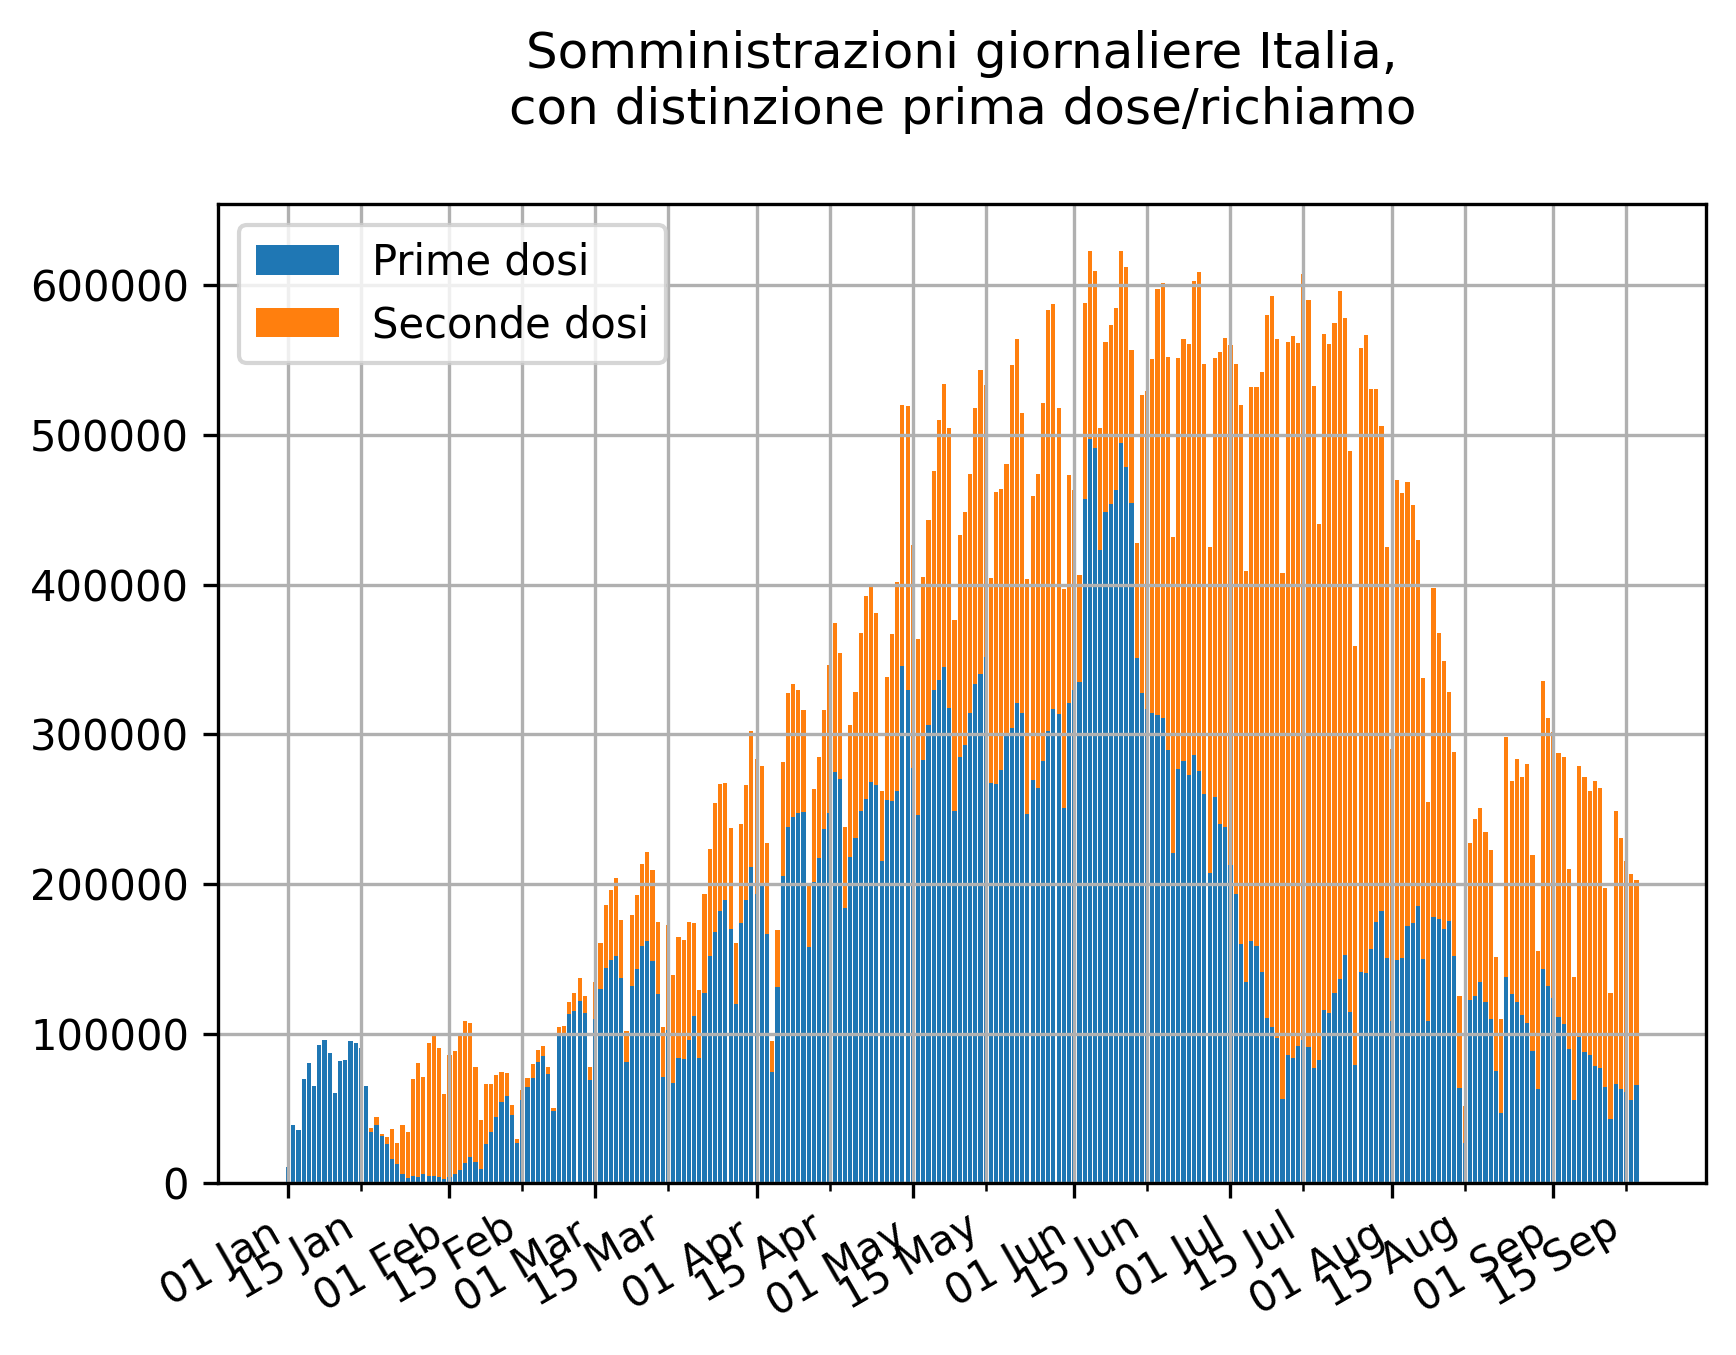 Somministrazioni giornaliere Italia,
con distinzione prima dose/richiamo
Prime dosi
Seconde dosi
600000
500000
400000
300000
200000
100000
0
01 Jan
15 Jan
01 Feb
15 Feb
01 Mar
15 Mar
01 Apr
15 Apr
01 May
15 May
01 Jun
15 Jun
01 Jul
15 Jul
01 Aug
15 Aug
01 Sep
15 Sep